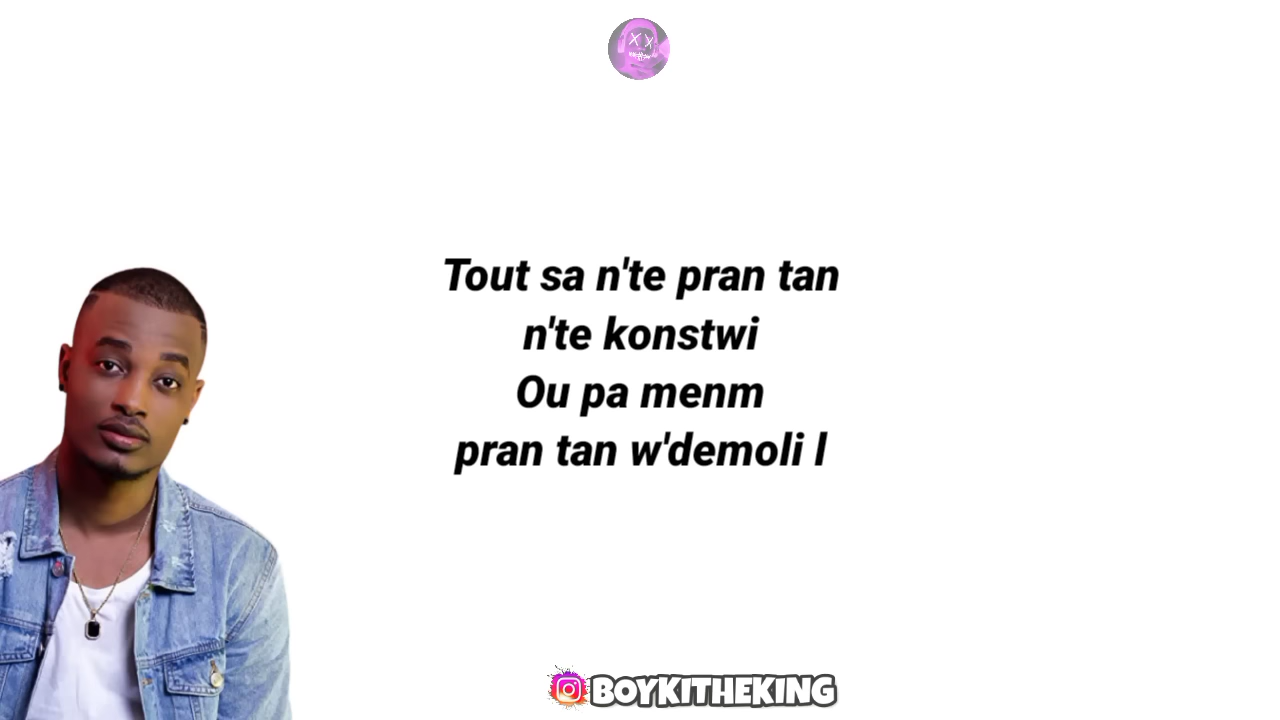 Tout sa n'te pran tan
n'te konstwi
Ou pa menm
pran tan w'demoli l
BOYKITHEKING